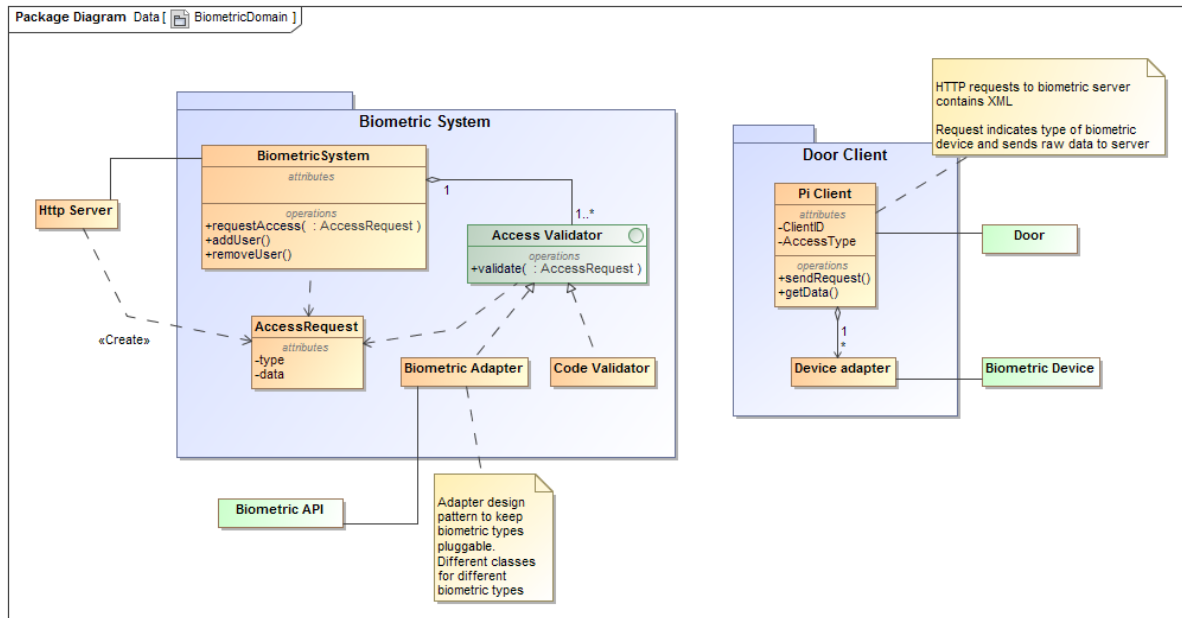 Package Diagram Data [ BiometricDomain ]
Biometric System
BiometricSystem
attributes
operations
+requestAccess( : AccessRequest )
+addUser()
+removeUser()
1
1..*
Http Server
Access Validator
operations
+validate( : AccessRequest )
«Create»
AccessRequest
attributes
-type
-data
Biometric Adapter
Code Validator
Biometric API
Adapter design
pattern to keep
biometric types
pluggable.
Different classes
for different
biometric types
HTTP requests to biometric server
contains XML
Request indicates type of biometric
device and sends raw data to server
Door Client
Pi Client
attributes
-ClientID
-AccessType
operations
+sendRequest()
+getData()
Door
1
*
Device adapter
Biometric Device